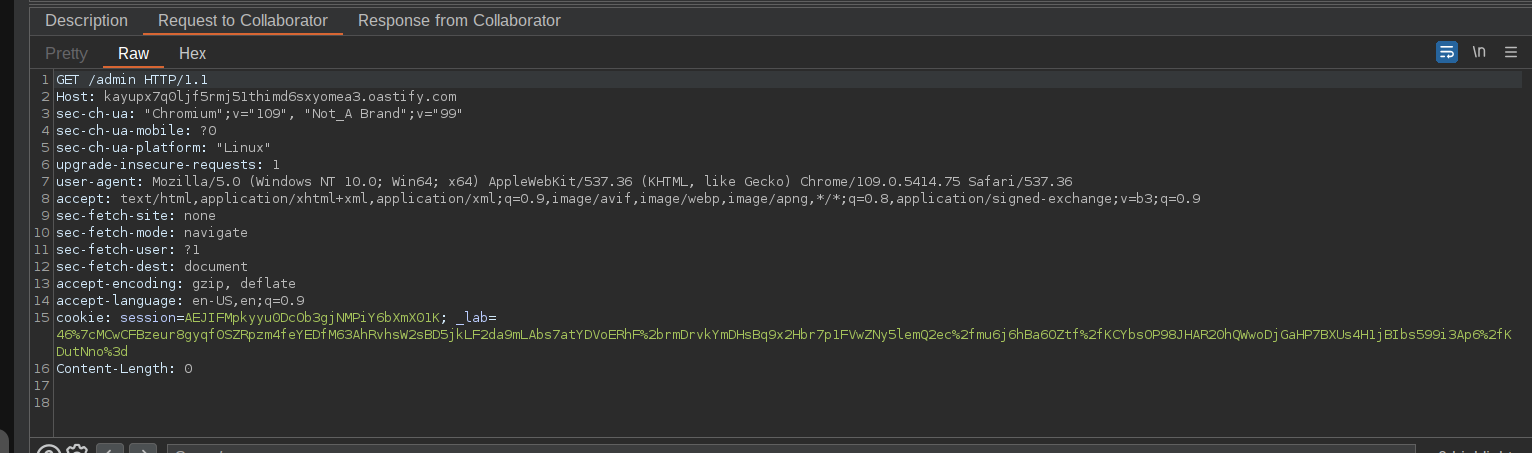 Description Request to Collaborator Response from Collaborator
Pretty Raw Hex \n
1 GET /admin HTTP/1.1
2 Host: kayupx7q0ljf5rmj51thimd6sxyomea3.oastify.com
3 sec-ch-ua: "Chromium";v="109", "Not_A Brand";v="99"
4 sec-ch-ua-mobile: ?0
5 sec-ch-ua-platform: "Linux"
6 upgrade-insecure-requests: 1
7 user-agent: Mozilla/5.0 (Windows NT 10.0; Win64; x64) AppleWebKit/537.36 (KHTML, like Gecko) Chrome/109.0.5414.75 Safari/537.36
8 accept: text/html,application/xhtml+xml,application/xml;q=0.9,image/avif,image/webp,image/apng,*/*;q=0.8,application/signed-exchange;v=b3;q=0.9
9 sec-fetch-site: none
10 sec-fetch-mode: navigate
11 sec-fetch-user: ?1
12 sec-fetch-dest: document
13 accept-encoding: gzip, deflate
14 accept-language: en-US,en;q=0.9
15 cookie: session=AEJIFMpkyyu0DcOb3gjNMPiY6bXmXO1K; _lab=
46%7cMCwCFBzeur8gyqf0SZRpzm4feYEDfM63AhRvhsW2sBD5jkLF2da9mLAbs7atYDVoERhF%2brmDrvkYmDHsBq9x2Hbr7p1FVwZNy5lemQ2ec%2fmu6j6hBa6OZtf%2fKCYbsOP98JHAR20hQWwoDjGaHP7BXUs4H1jBIbs599i3Ap6%2fK
DutNno%3d
16 Content-Length: 0
17
18